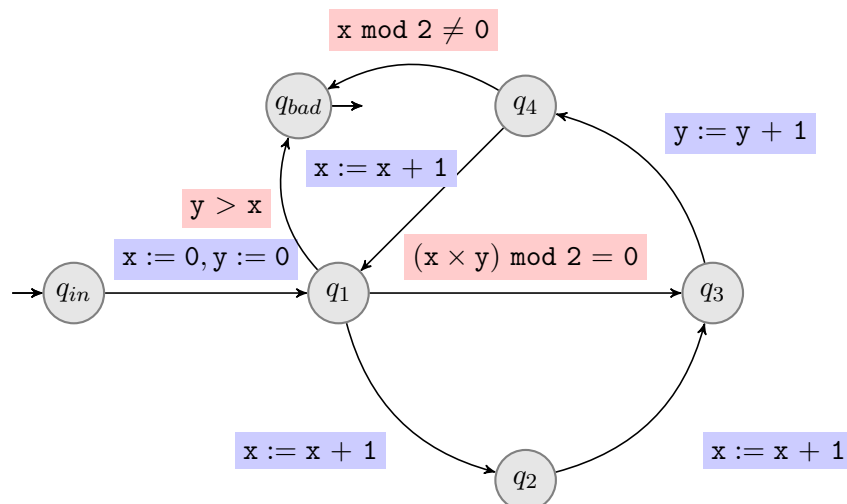 x mod 2 ≠ 0
q_bad
q_4
y := y + 1
x := x + 1
y > x
x := 0, y := 0
(x × y) mod 2 = 0
q_in
q_1
q_3
x := x + 1
x := x + 1
q_2